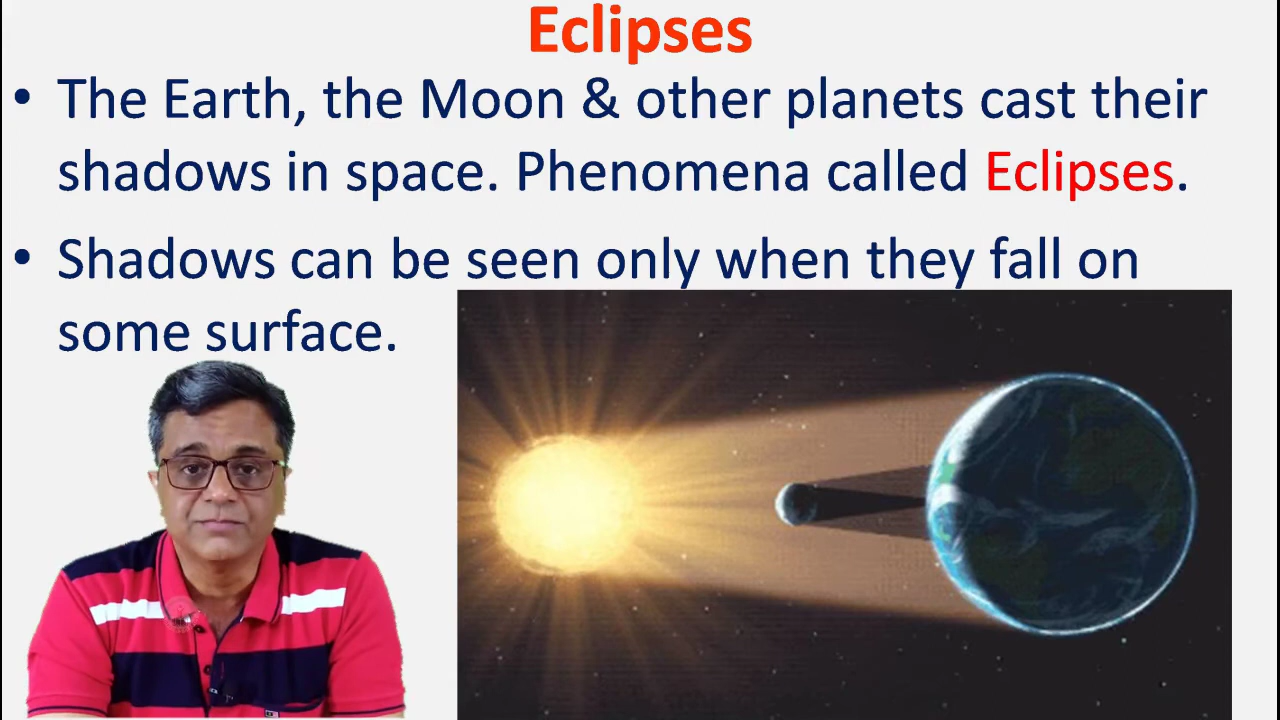 Eclipses
• The Earth, the Moon & other planets cast their
shadows in space. Phenomena called Eclipses.
• Shadows can be seen only when they fall on
some surface.